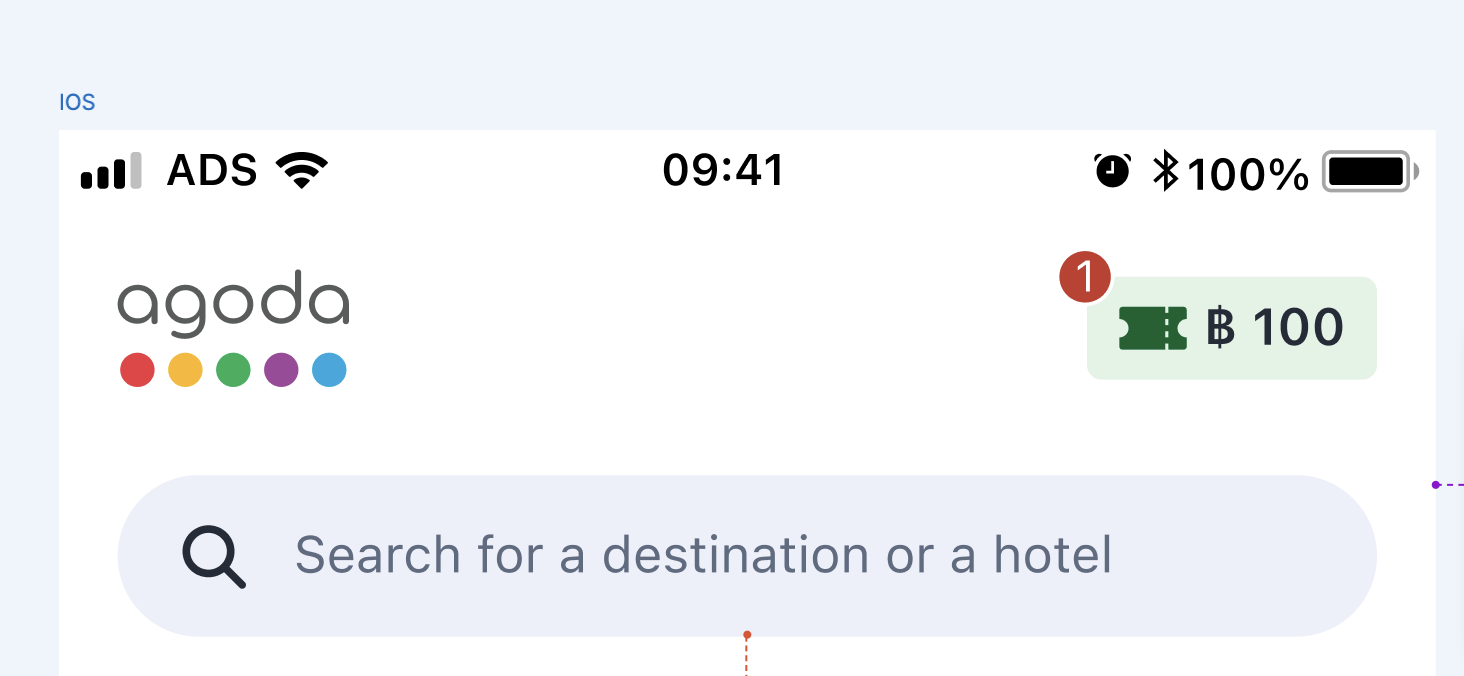 IOS
ADS 09:41 100%
agoda
1
฿ 100
Search for a destination or a hotel